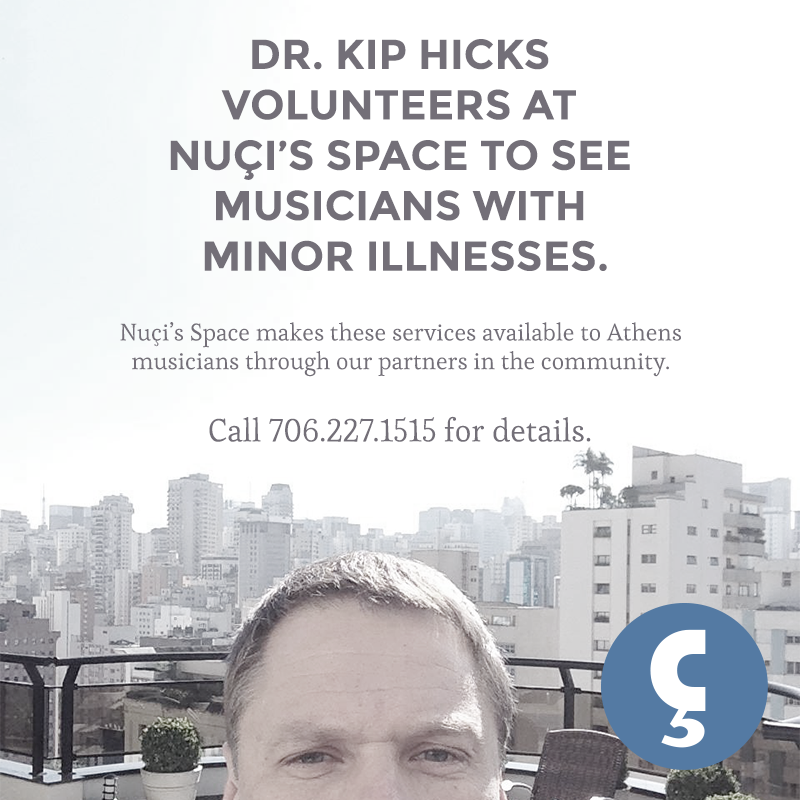 DR. KIP HICKS
VOLUNTEERS AT
NUÇI’S SPACE TO SEE
MUSICIANS WITH
MINOR ILLNESSES.
Nuçi’s Space makes these services available to Athens
musicians through our partners in the community.
Call 706.227.1515 for details.
Ç